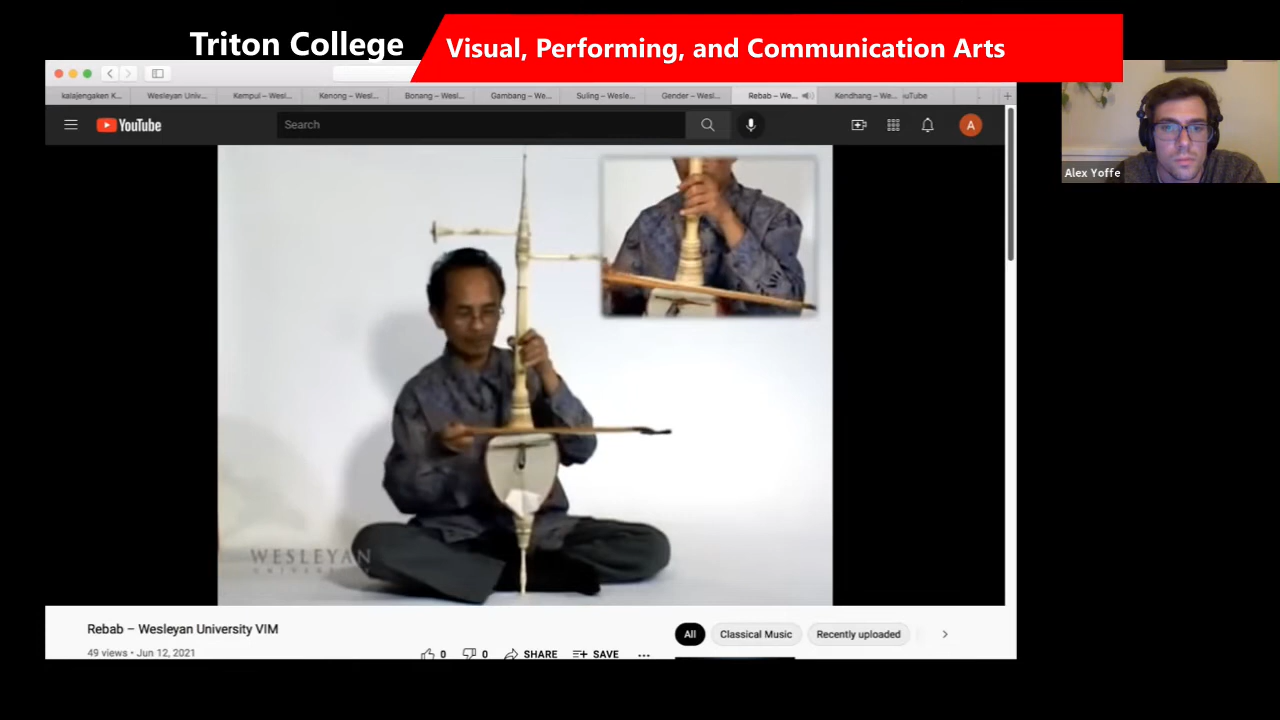 Triton College
Visual, Performing, and Communication Arts
kalajengaken K...
Wesleyan Univ...
Kempul – Wesl...
Kenong – Wesl...
Bonang – Wesl...
Gambang – We...
Suling – Wesle...
Gender – Wesl...
Rebab – We...
Kendhang – We...
uTube
YouTube
Search
A
Alex Yoffe
WESLEYAN
UNIVERSITY
Rebab – Wesleyan University VIM
All
Classical Music
Recently uploaded
49 views • Jun 12, 2021
0
0
SHARE
SAVE
...